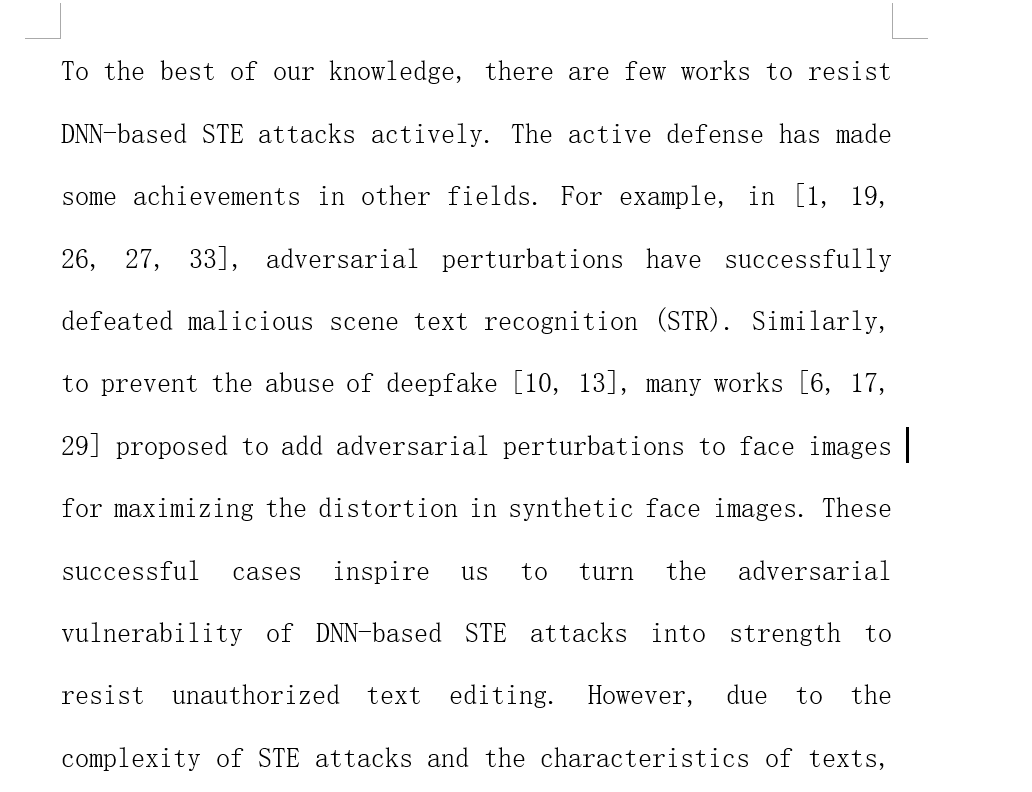 To the best of our knowledge, there are few works to resist
DNN-based STE attacks actively. The active defense has made
some achievements in other fields. For example, in [1, 19,
26, 27, 33], adversarial perturbations have successfully
defeated malicious scene text recognition (STR). Similarly,
to prevent the abuse of deepfake [10, 13], many works [6, 17,
29] proposed to add adversarial perturbations to face images
for maximizing the distortion in synthetic face images. These
successful cases inspire us to turn the adversarial
vulnerability of DNN-based STE attacks into strength to
resist unauthorized text editing. However, due to the
complexity of STE attacks and the characteristics of texts,